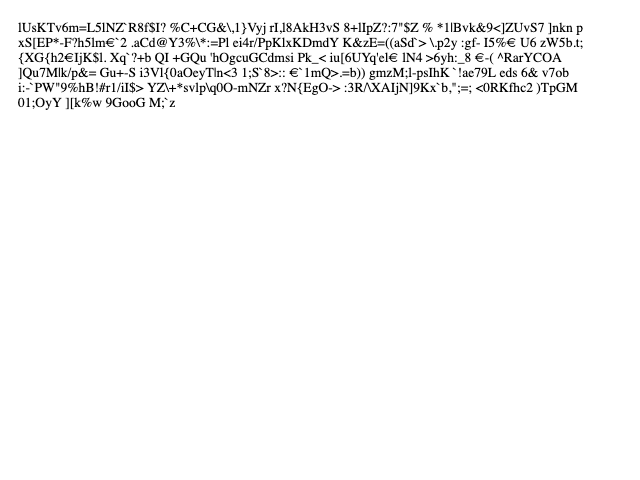 lUsKTv6m=L5lNZ`R8f$I? %C+CG&\,1}Vyj rI,l8AkH3vS 8+lIpZ?:7"$Z % *1lBvk&9<]ZUvS7 ]nkn p
xS[EP*-F?h5lm€`2 .aCd@Y3%\*:=Pl ei4r/PpKlxKDmdY K&zE=((aSd`> \.p2y :gf- I5%€ U6 zW5b.t;
{XG{h2€IjK$l. Xq`?+b QI +GQu 'hOgcuGCdmsi Pk_< iu[6UYq'el€ lN4 >6yh:_8 €-( ^RarYCOA
]Qu7Mlk/p&= Gu+-S i3Vl{0aOeyTln<3 1;S`8>:: €`1mQ>.=b)) gmzM;l-psIhK`!ae79L eds 6& v7ob
i:-`PW"9%hB!#r1/iI$> YZ\+*svlp\q0O-mNZr x?N{EgO-> :3R/\XAIjN]9Kx`b,";=; <0RKfhc2 )TpGM
01;OyY ][k%w 9GooG M;`z